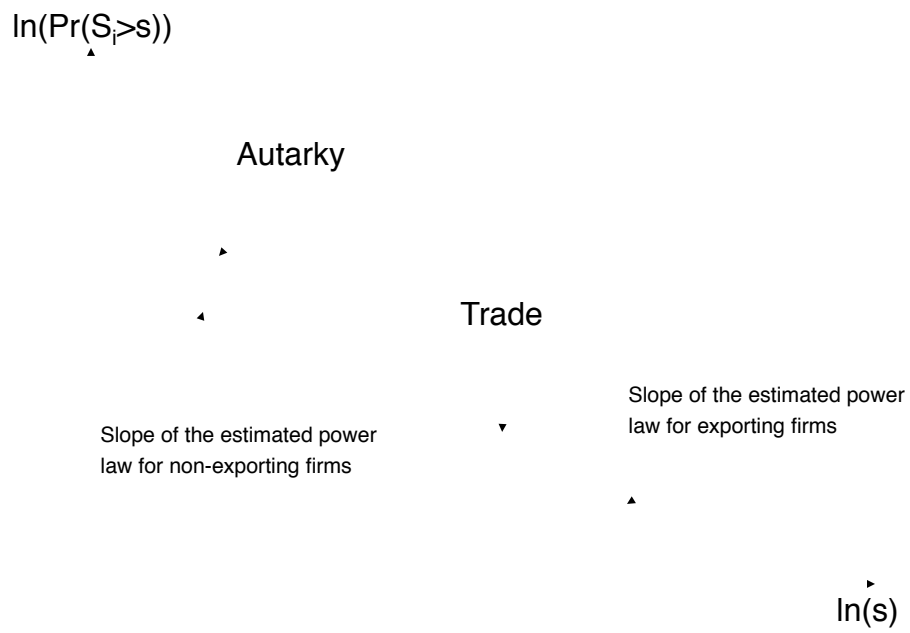 ln(Pr(Sᵢ>s))
Autarky
Trade
Slope of the estimated power
law for exporting firms
Slope of the estimated power
law for non-exporting firms
ln(s)